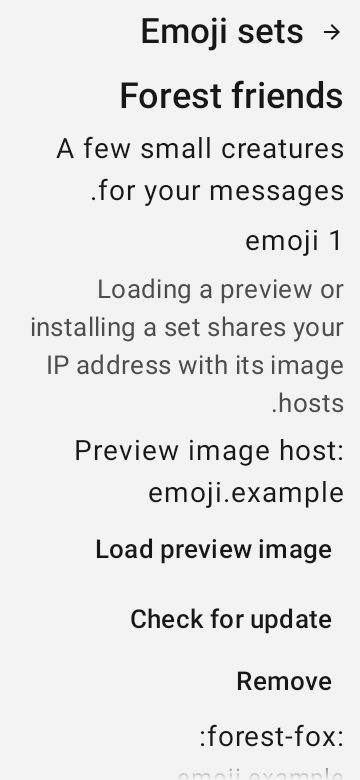 Emoji sets
Forest friends
A few small creatures
.for your messages
emoji 1
Loading a preview or
installing a set shares your
IP address with its image
.hosts
Preview image host:
emoji.example
Load preview image
Check for update
Remove
:forest-fox:
emoji.example